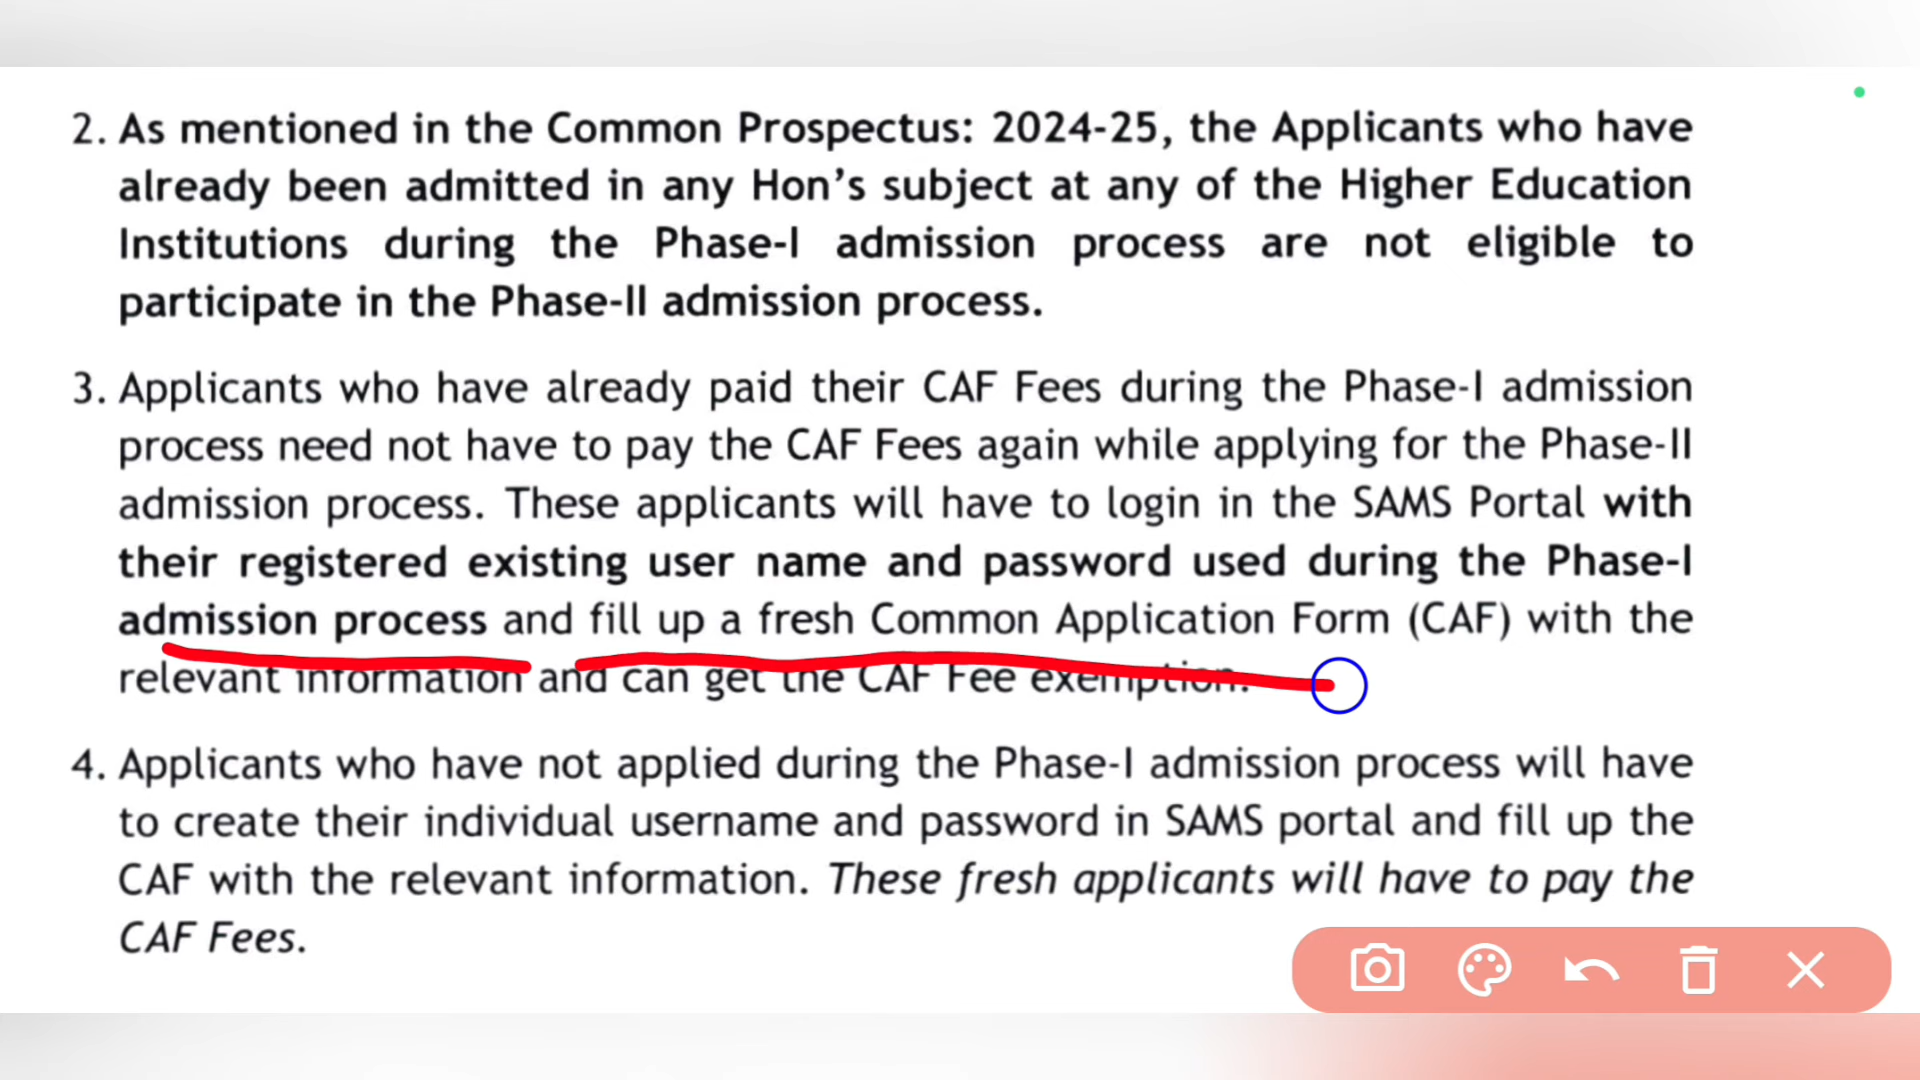 2. As mentioned in the Common Prospectus: 2024-25, the Applicants who have
already been admitted in any Hon's subject at any of the Higher Education
Institutions during the Phase-I admission process are not eligible to
participate in the Phase-II admission process.
3. Applicants who have already paid their CAF Fees during the Phase-I admission
process need not have to pay the CAF Fees again while applying for the Phase-II
admission process. These applicants will have to login in the SAMS Portal with
their registered existing user name and password used during the Phase-I
admission process and fill up a fresh Common Application Form (CAF) with the
relevant information and can get the CAF Fee exemption.
4. Applicants who have not applied during the Phase-I admission process will have
to create their individual username and password in SAMS portal and fill up the
CAF with the relevant information. These fresh applicants will have to pay the
CAF Fees.